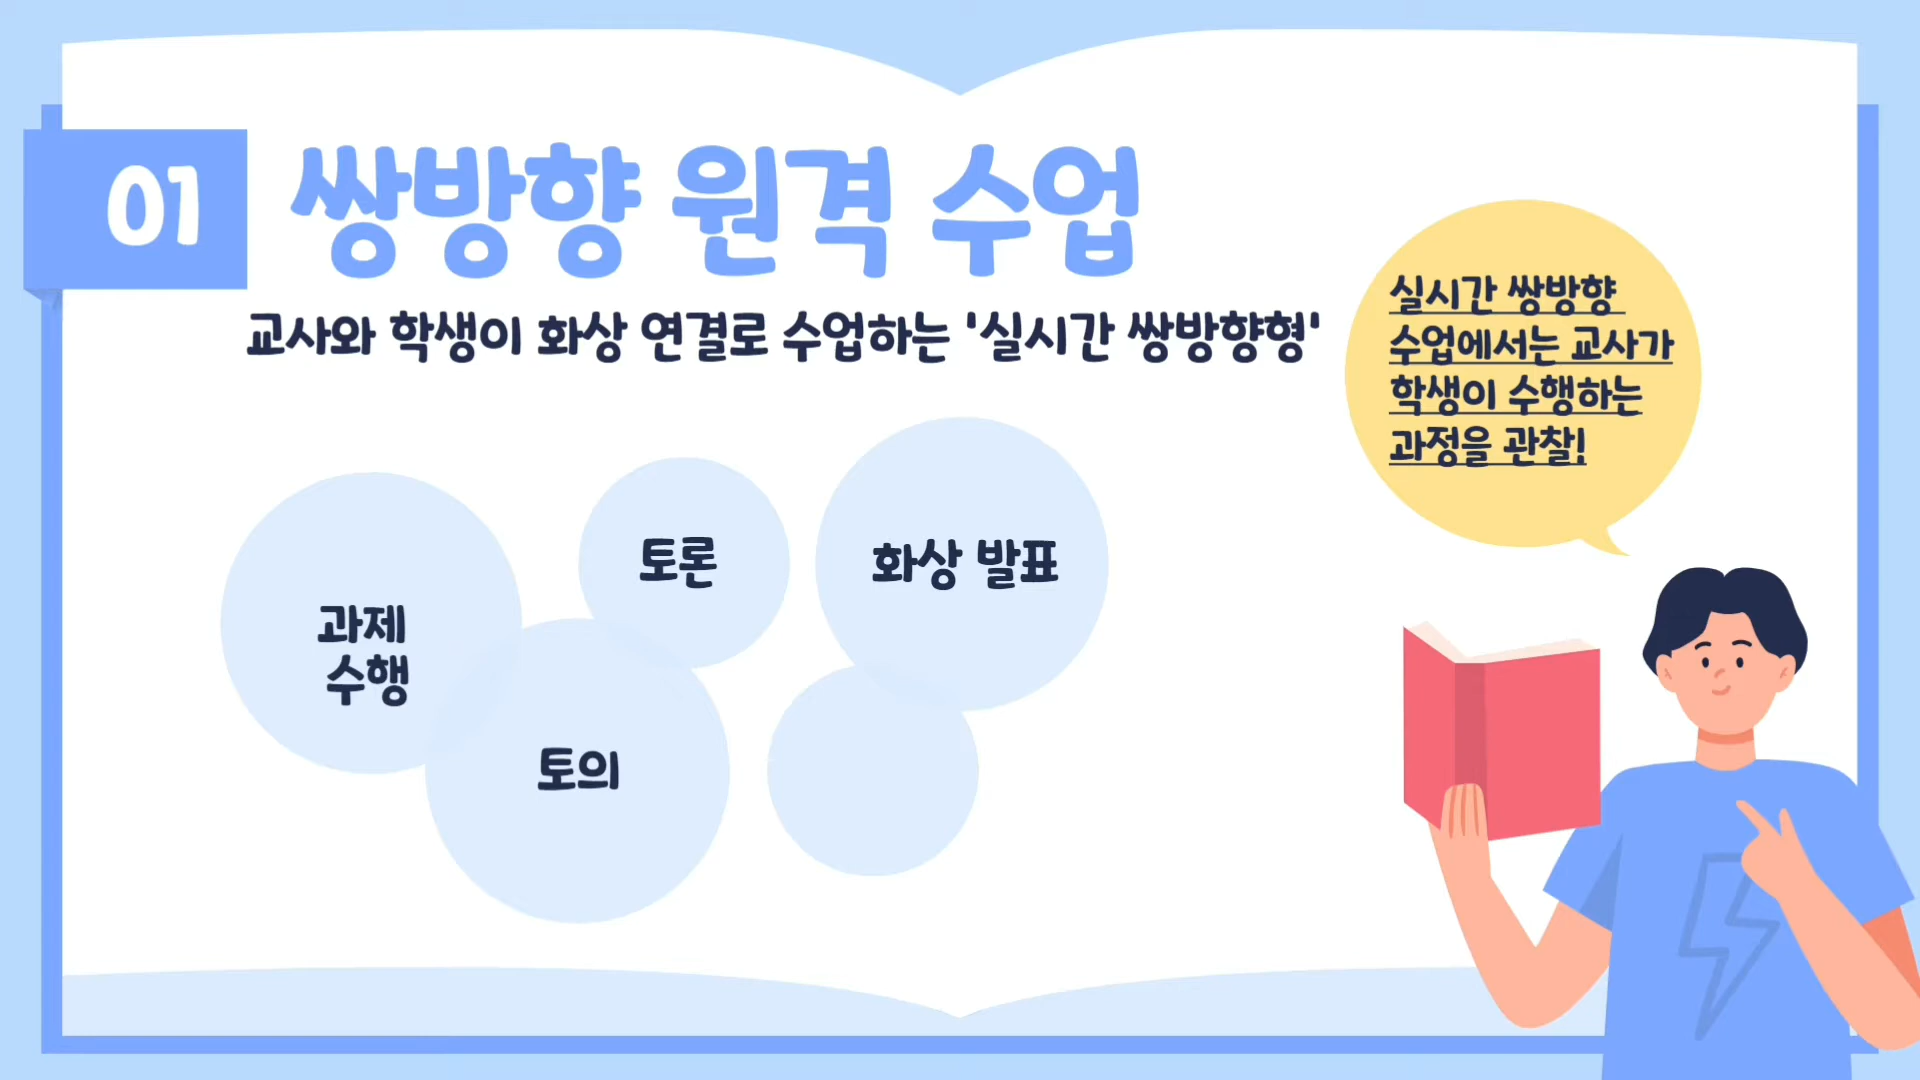 01
쌍방향 원격 수업
교사와 학생이 화상 연결로 수업하는 '실시간 쌍방향형'
실시간 쌍방향
수업에서는 교사가
학생이 수행하는
과정을 관찰!
과제
수행
토론
화상 발표
토의